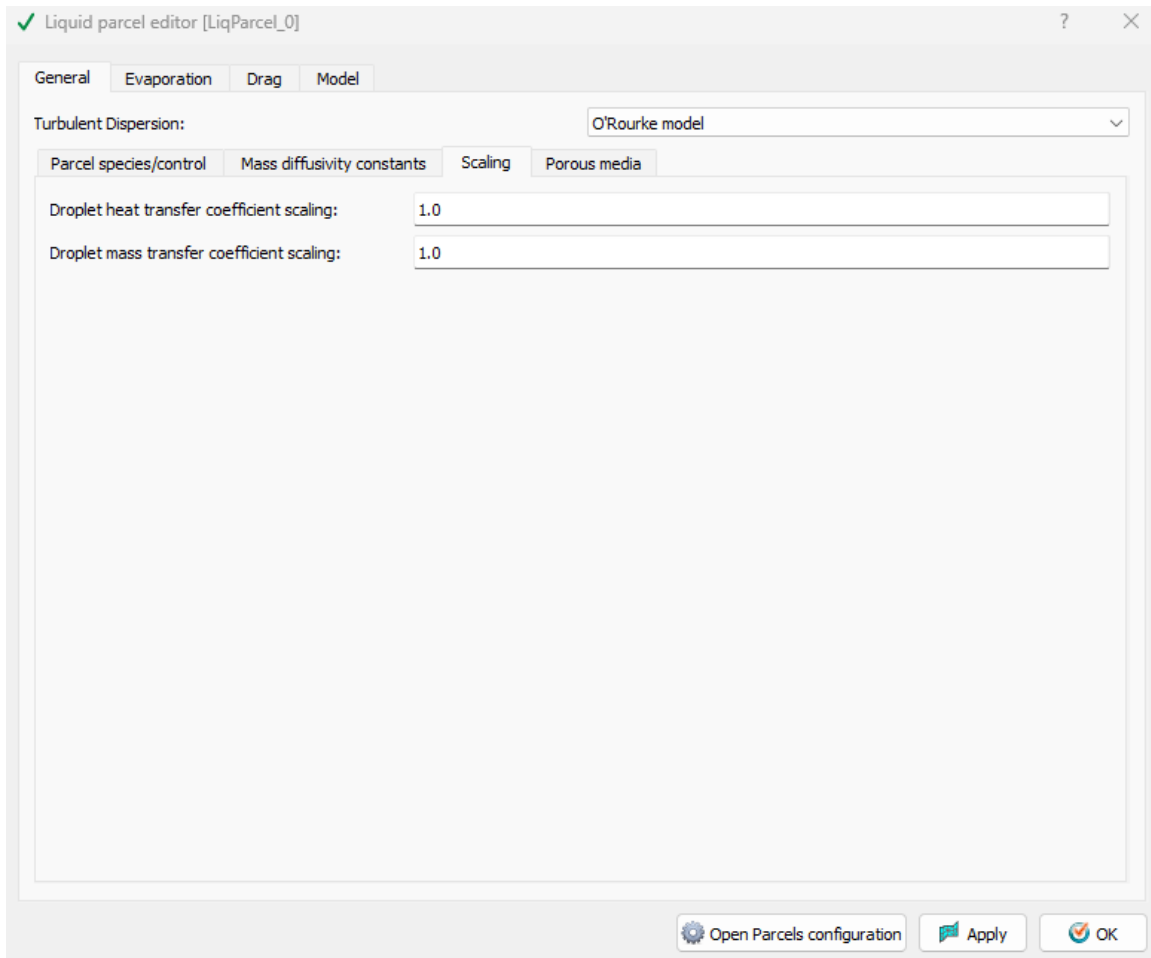 Liquid parcel editor [LiqParcel_0] ?
General Evaporation Drag Model
Turbulent Dispersion: O'Rourke model
Parcel species/control Mass diffusivity constants Scaling Porous media
Droplet heat transfer coefficient scaling: 1.0
Droplet mass transfer coefficient scaling: 1.0
Open Parcels configuration Apply OK